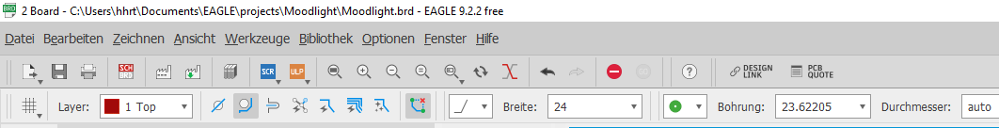 2 Board - C:\Users\hhrt\Documents\EAGLE\projects\Moodlight\Moodlight.brd - EAGLE 9.2.2 free
Datei Bearbeiten Zeichnen Ansicht Werkzeuge Bibliothek Optionen Fenster Hilfe
SCH BRD SCR ULP DESIGN LINK PCB QUOTE
Layer: 1 Top Breite: 24 Bohrung: 23.62205 Durchmesser: auto